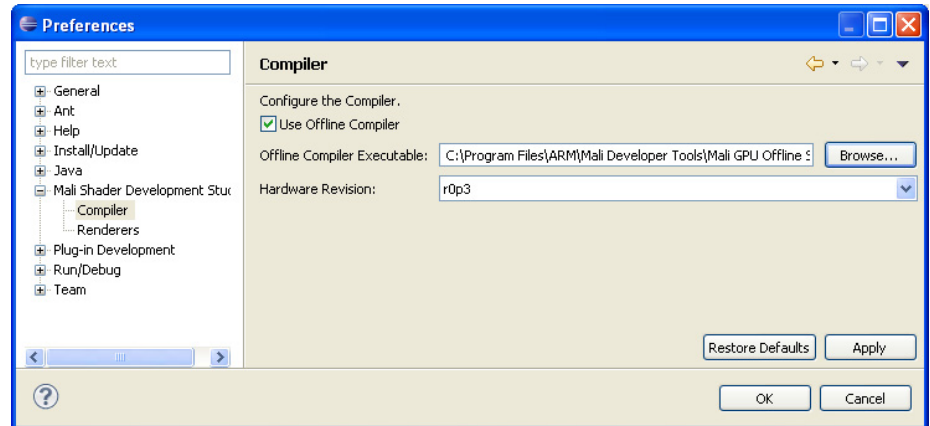 Preferences
type filter text
General
Ant
Help
Install/Update
Java
Mali Shader Development Stud
Compiler
Renderers
Plug-in Development
Run/Debug
Team
Compiler
Configure the Compiler.
Use Offline Compiler
Offline Compiler Executable: C:\Program Files\ARM\Mali Developer Tools\Mali GPU Offline S Browse...
Hardware Revision: r0p3
Restore Defaults Apply
? OK Cancel